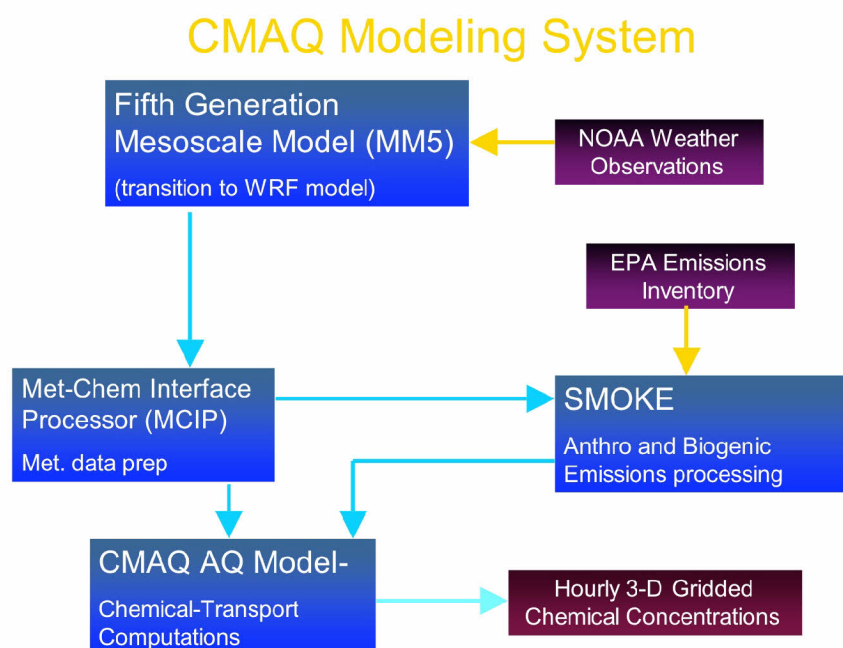 CMAQ Modeling System
Fifth Generation
Mesoscale Model (MM5)
(transition to WRF model)
NOAA Weather
Observations
EPA Emissions
Inventory
Met-Chem Interface
Processor (MCIP)
Met. data prep
SMOKE
Anthro and Biogenic
Emissions processing
CMAQ AQ Model-
Chemical-Transport
Computations
Hourly 3-D Gridded
Chemical Concentrations